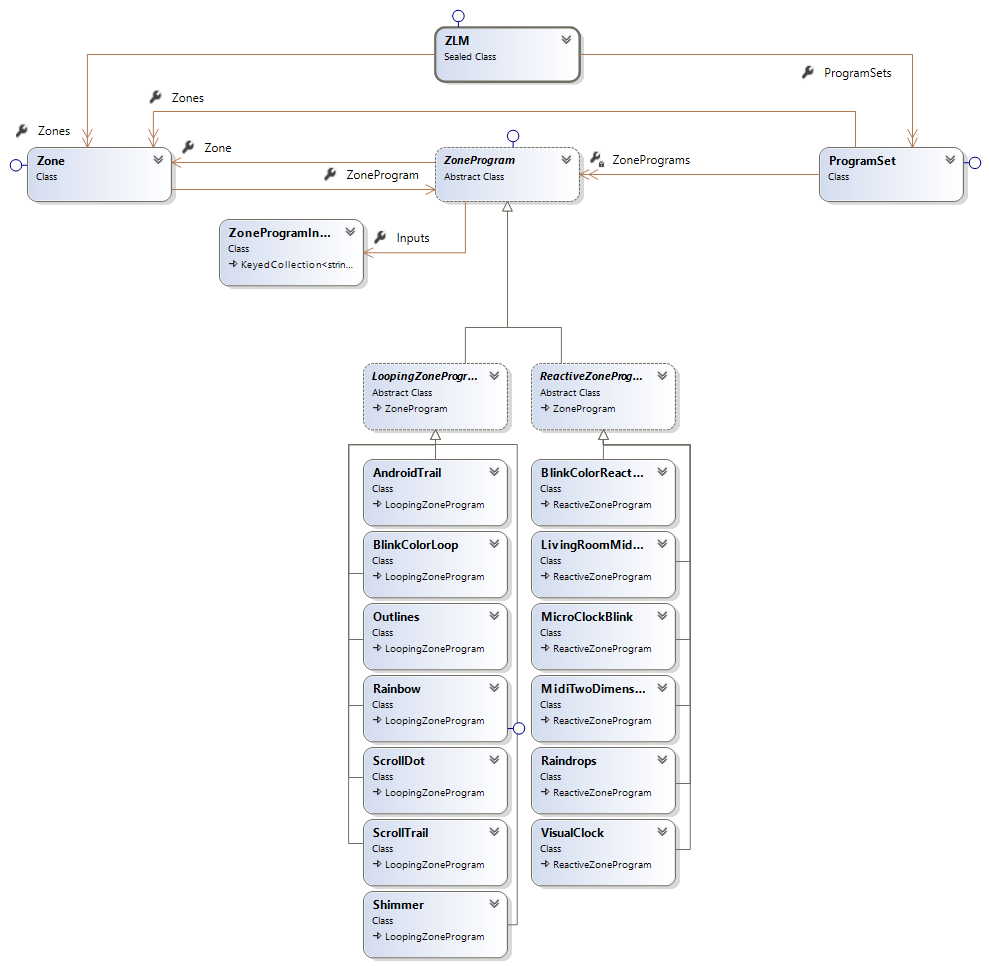 ZLM
Sealed Class
ProgramSets
Zones
Zones
Zone
Class
Zone
ZoneProgram
ZoneProgram
Abstract Class
ZonePrograms
ProgramSet
Class
ZoneProgramIn...
Class
KeyedCollection<strin...
Inputs
LoopingZoneProgr...
Abstract Class
ZoneProgram
ReactiveZoneProg...
Abstract Class
ZoneProgram
AndroidTrail
Class
LoopingZoneProgram
BlinkColorReact...
Class
ReactiveZoneProgram
BlinkColorLoop
Class
LoopingZoneProgram
LivingRoomMid...
Class
ReactiveZoneProgram
Outlines
Class
LoopingZoneProgram
MicroClockBlink
Class
ReactiveZoneProgram
Rainbow
Class
LoopingZoneProgram
MidiTwoDimens...
Class
ReactiveZoneProgram
ScrollDot
Class
LoopingZoneProgram
Raindrops
Class
ReactiveZoneProgram
ScrollTrail
Class
LoopingZoneProgram
VisualClock
Class
ReactiveZoneProgram
Shimmer
Class
LoopingZoneProgram